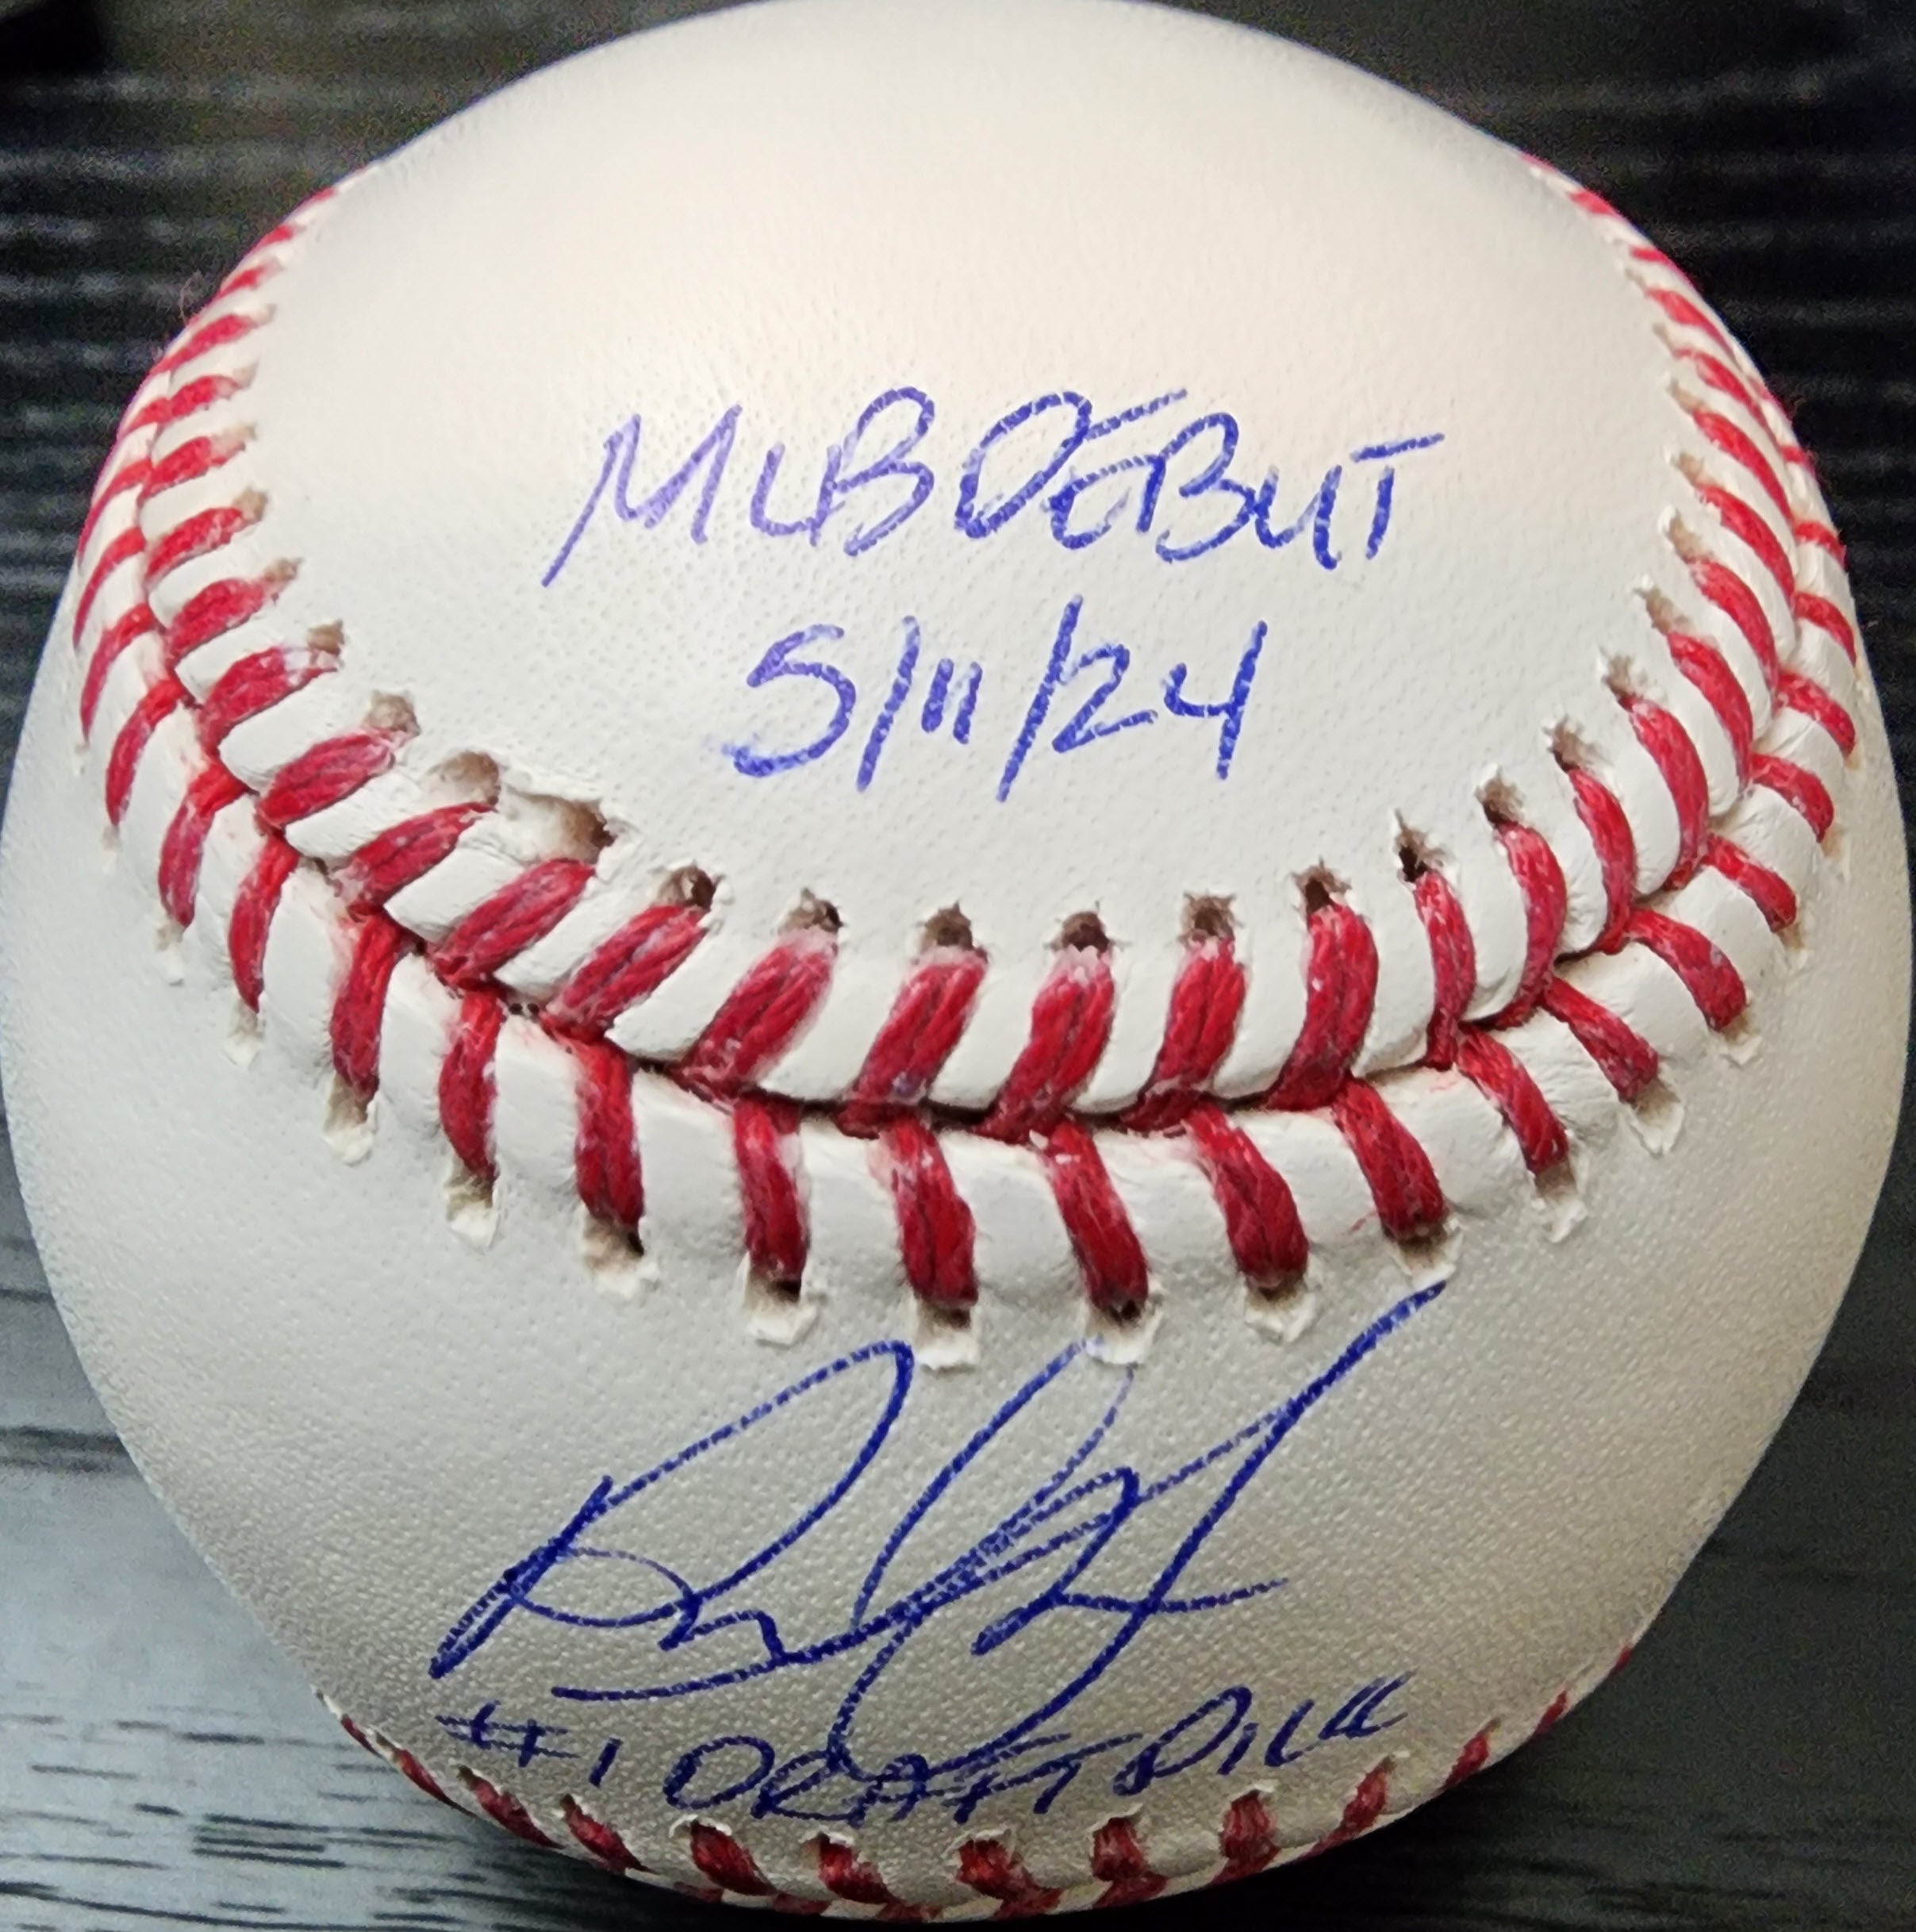 MLB DEBUT
5/11/24
#1 DRAFT PICK